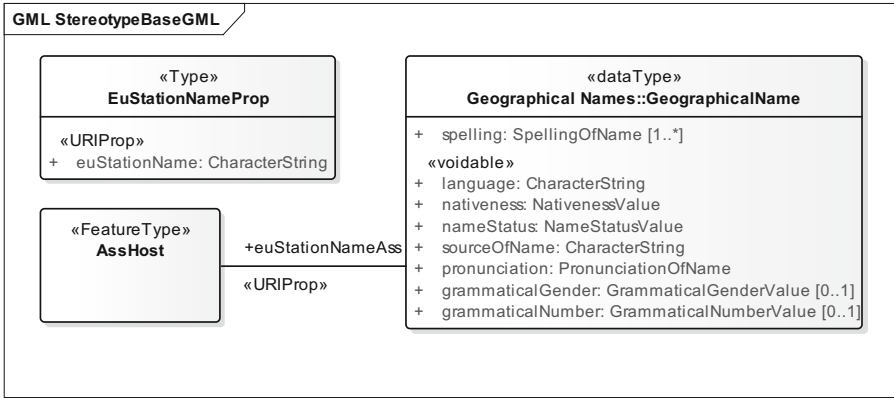 GML StereotypeBaseGML
«Type»
EuStationNameProp
«URIProp»
+ euStationName: CharacterString
«FeatureType»
AssHost
+euStationNameAss
«URIProp»
«dataType»
Geographical Names::GeographicalName
+ spelling: SpellingOfName [1..*]
«voidable»
+ language: CharacterString
+ nativeness: NativenessValue
+ nameStatus: NameStatusValue
+ sourceOfName: CharacterString
+ pronunciation: PronunciationOfName
+ grammaticalGender: GrammaticalGenderValue [0..1]
+ grammaticalNumber: GrammaticalNumberValue [0..1]